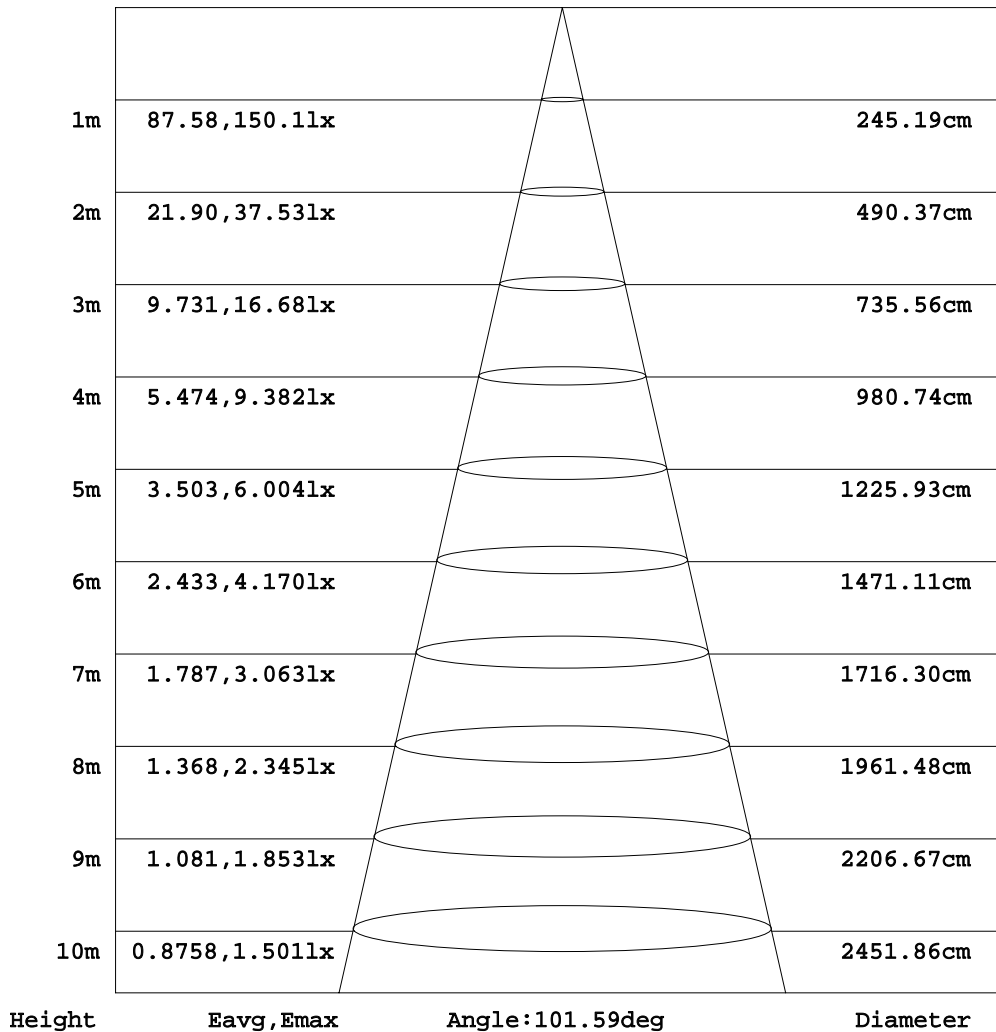 1m 87.58,150.1lx 245.19cm
2m 21.90,37.53lx 490.37cm
3m 9.731,16.68lx 735.56cm
4m 5.474,9.382lx 980.74cm
5m 3.503,6.004lx 1225.93cm
6m 2.433,4.170lx 1471.11cm
7m 1.787,3.063lx 1716.30cm
8m 1.368,2.345lx 1961.48cm
9m 1.081,1.853lx 2206.67cm
10m 0.8758,1.501lx 2451.86cm
Height Eavg,Emax Angle:101.59deg Diameter